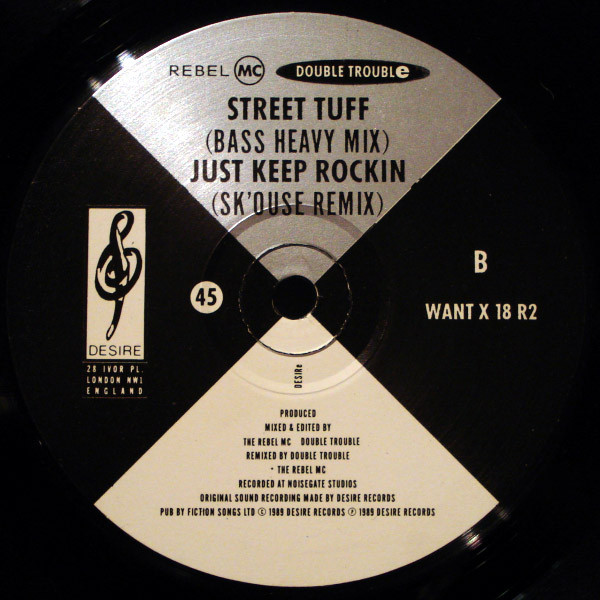 REBEL MC DOUBLE TROUBLe
STREET TUFF
(BASS HEAVY MIX)
JUST KEEP ROCKIN
(SK'OUSE REMIX)
DESIRE
28 IVOR PL.
LONDON NW1
ENGLAND
45
B
WANT X 18 R2
DESIRe
PRODUCED
MIXED & EDITED BY
THE REBEL MC DOUBLE TROUBLE
REMIXED BY DOUBLE TROUBLE
+ THE REBEL MC
RECORDED AT NOISEGATE STUDIOS
ORIGINAL SOUND RECORDING MADE BY DESIRE RECORDS
PUB BY FICTION SONGS LTD © 1989 DESIRE RECORDS ℗ 1989 DESIRE RECORDS